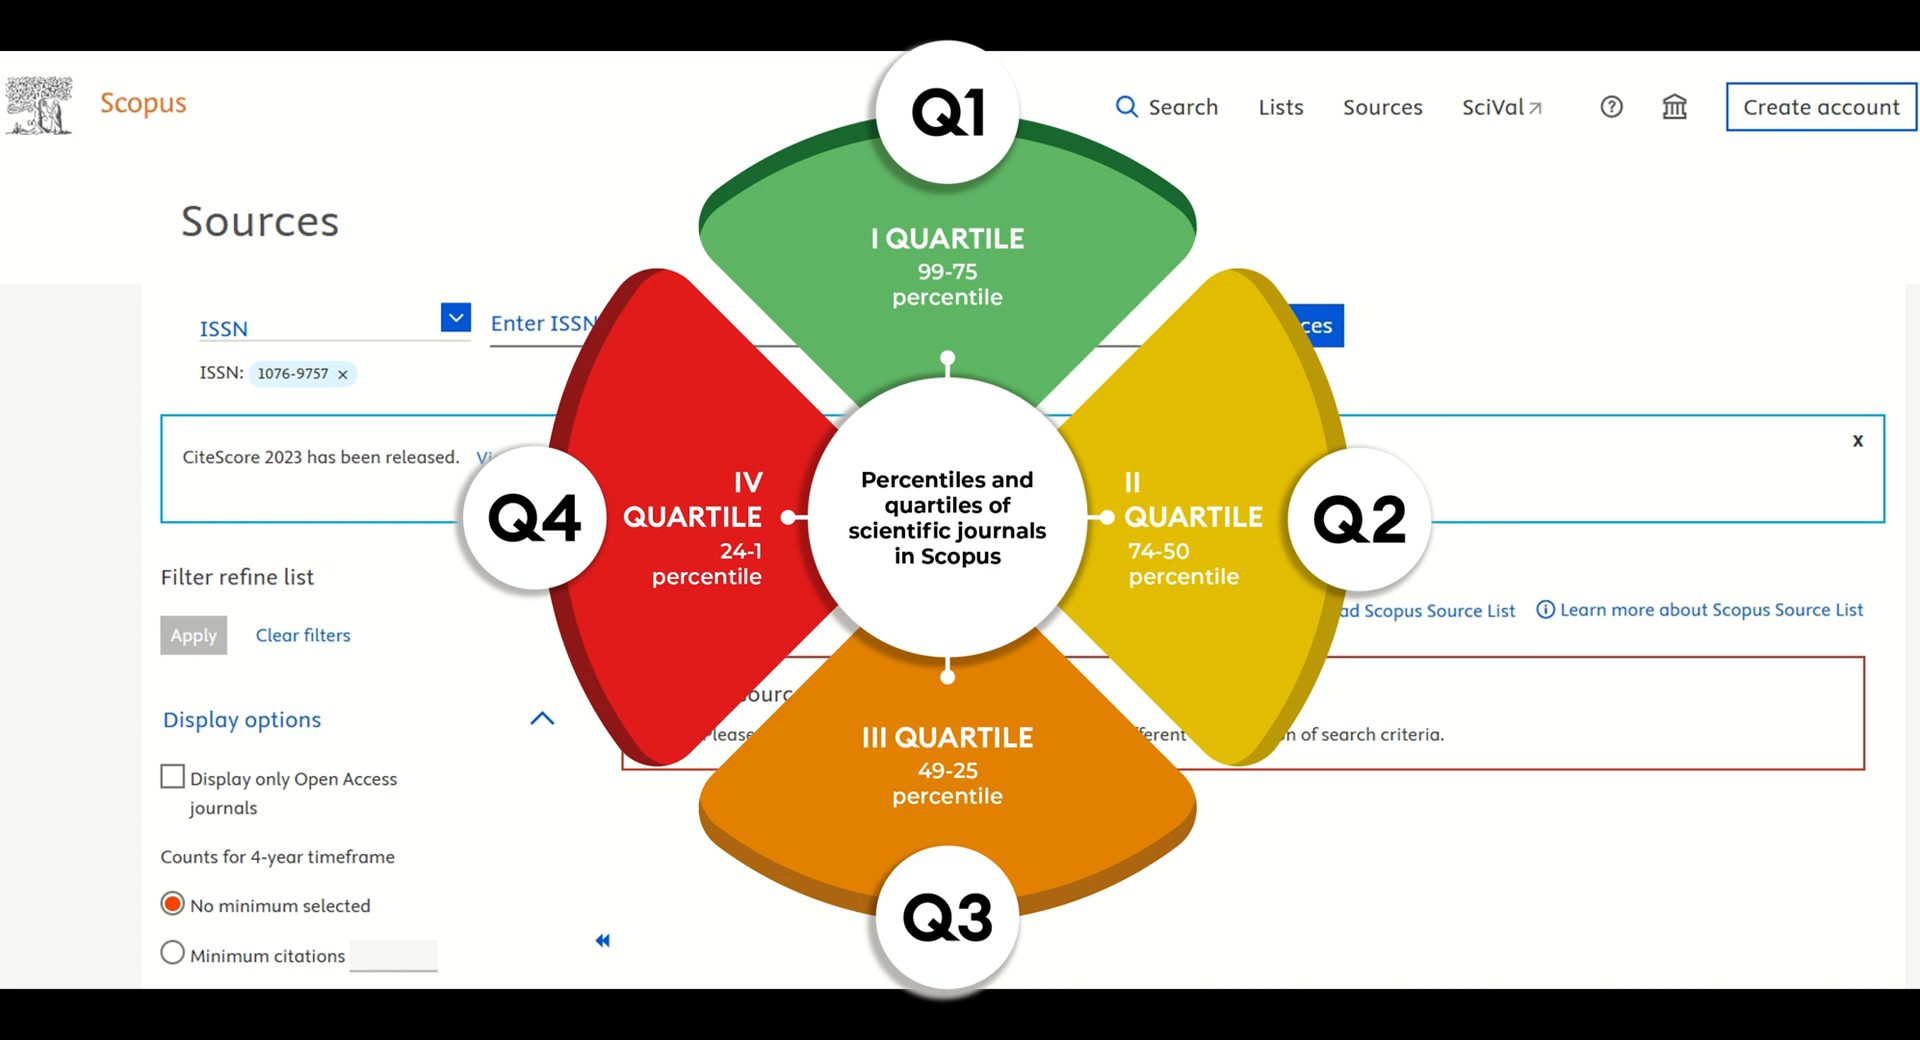 Scopus
Search
Lists
Sources
SciVal
Create account
Sources
ISSN
Enter ISSN
ISSN: 1076-9757 x
CiteScore 2023 has been released.
x
Filter refine list
Apply
Clear filters
Scopus Source List
Learn more about Scopus Source List
Display options
Display only Open Access
journals
Counts for 4-year timeframe
No minimum selected
Minimum citations
of search criteria.
Q1
I QUARTILE
99-75
percentile
Q2
II
QUARTILE
74-50
percentile
Q3
III QUARTILE
49-25
percentile
Q4
IV
QUARTILE
24-1
percentile
Percentiles and
quartiles of
scientific journals
in Scopus